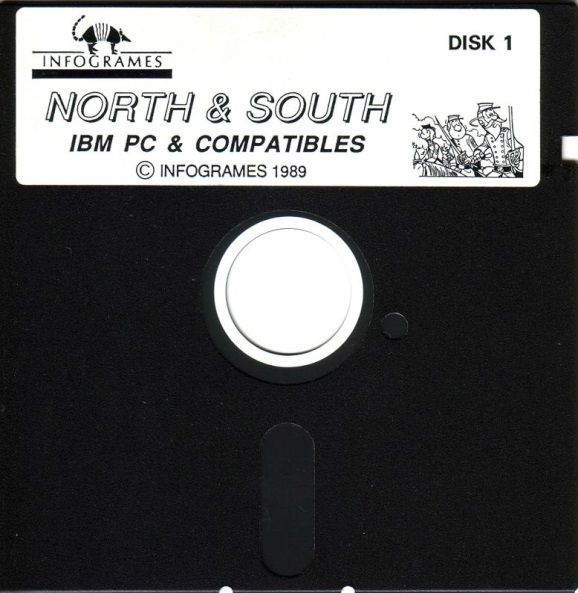 INFOGRAMES
DISK 1
NORTH & SOUTH
IBM PC & COMPATIBLES
© INFOGRAMES 1989